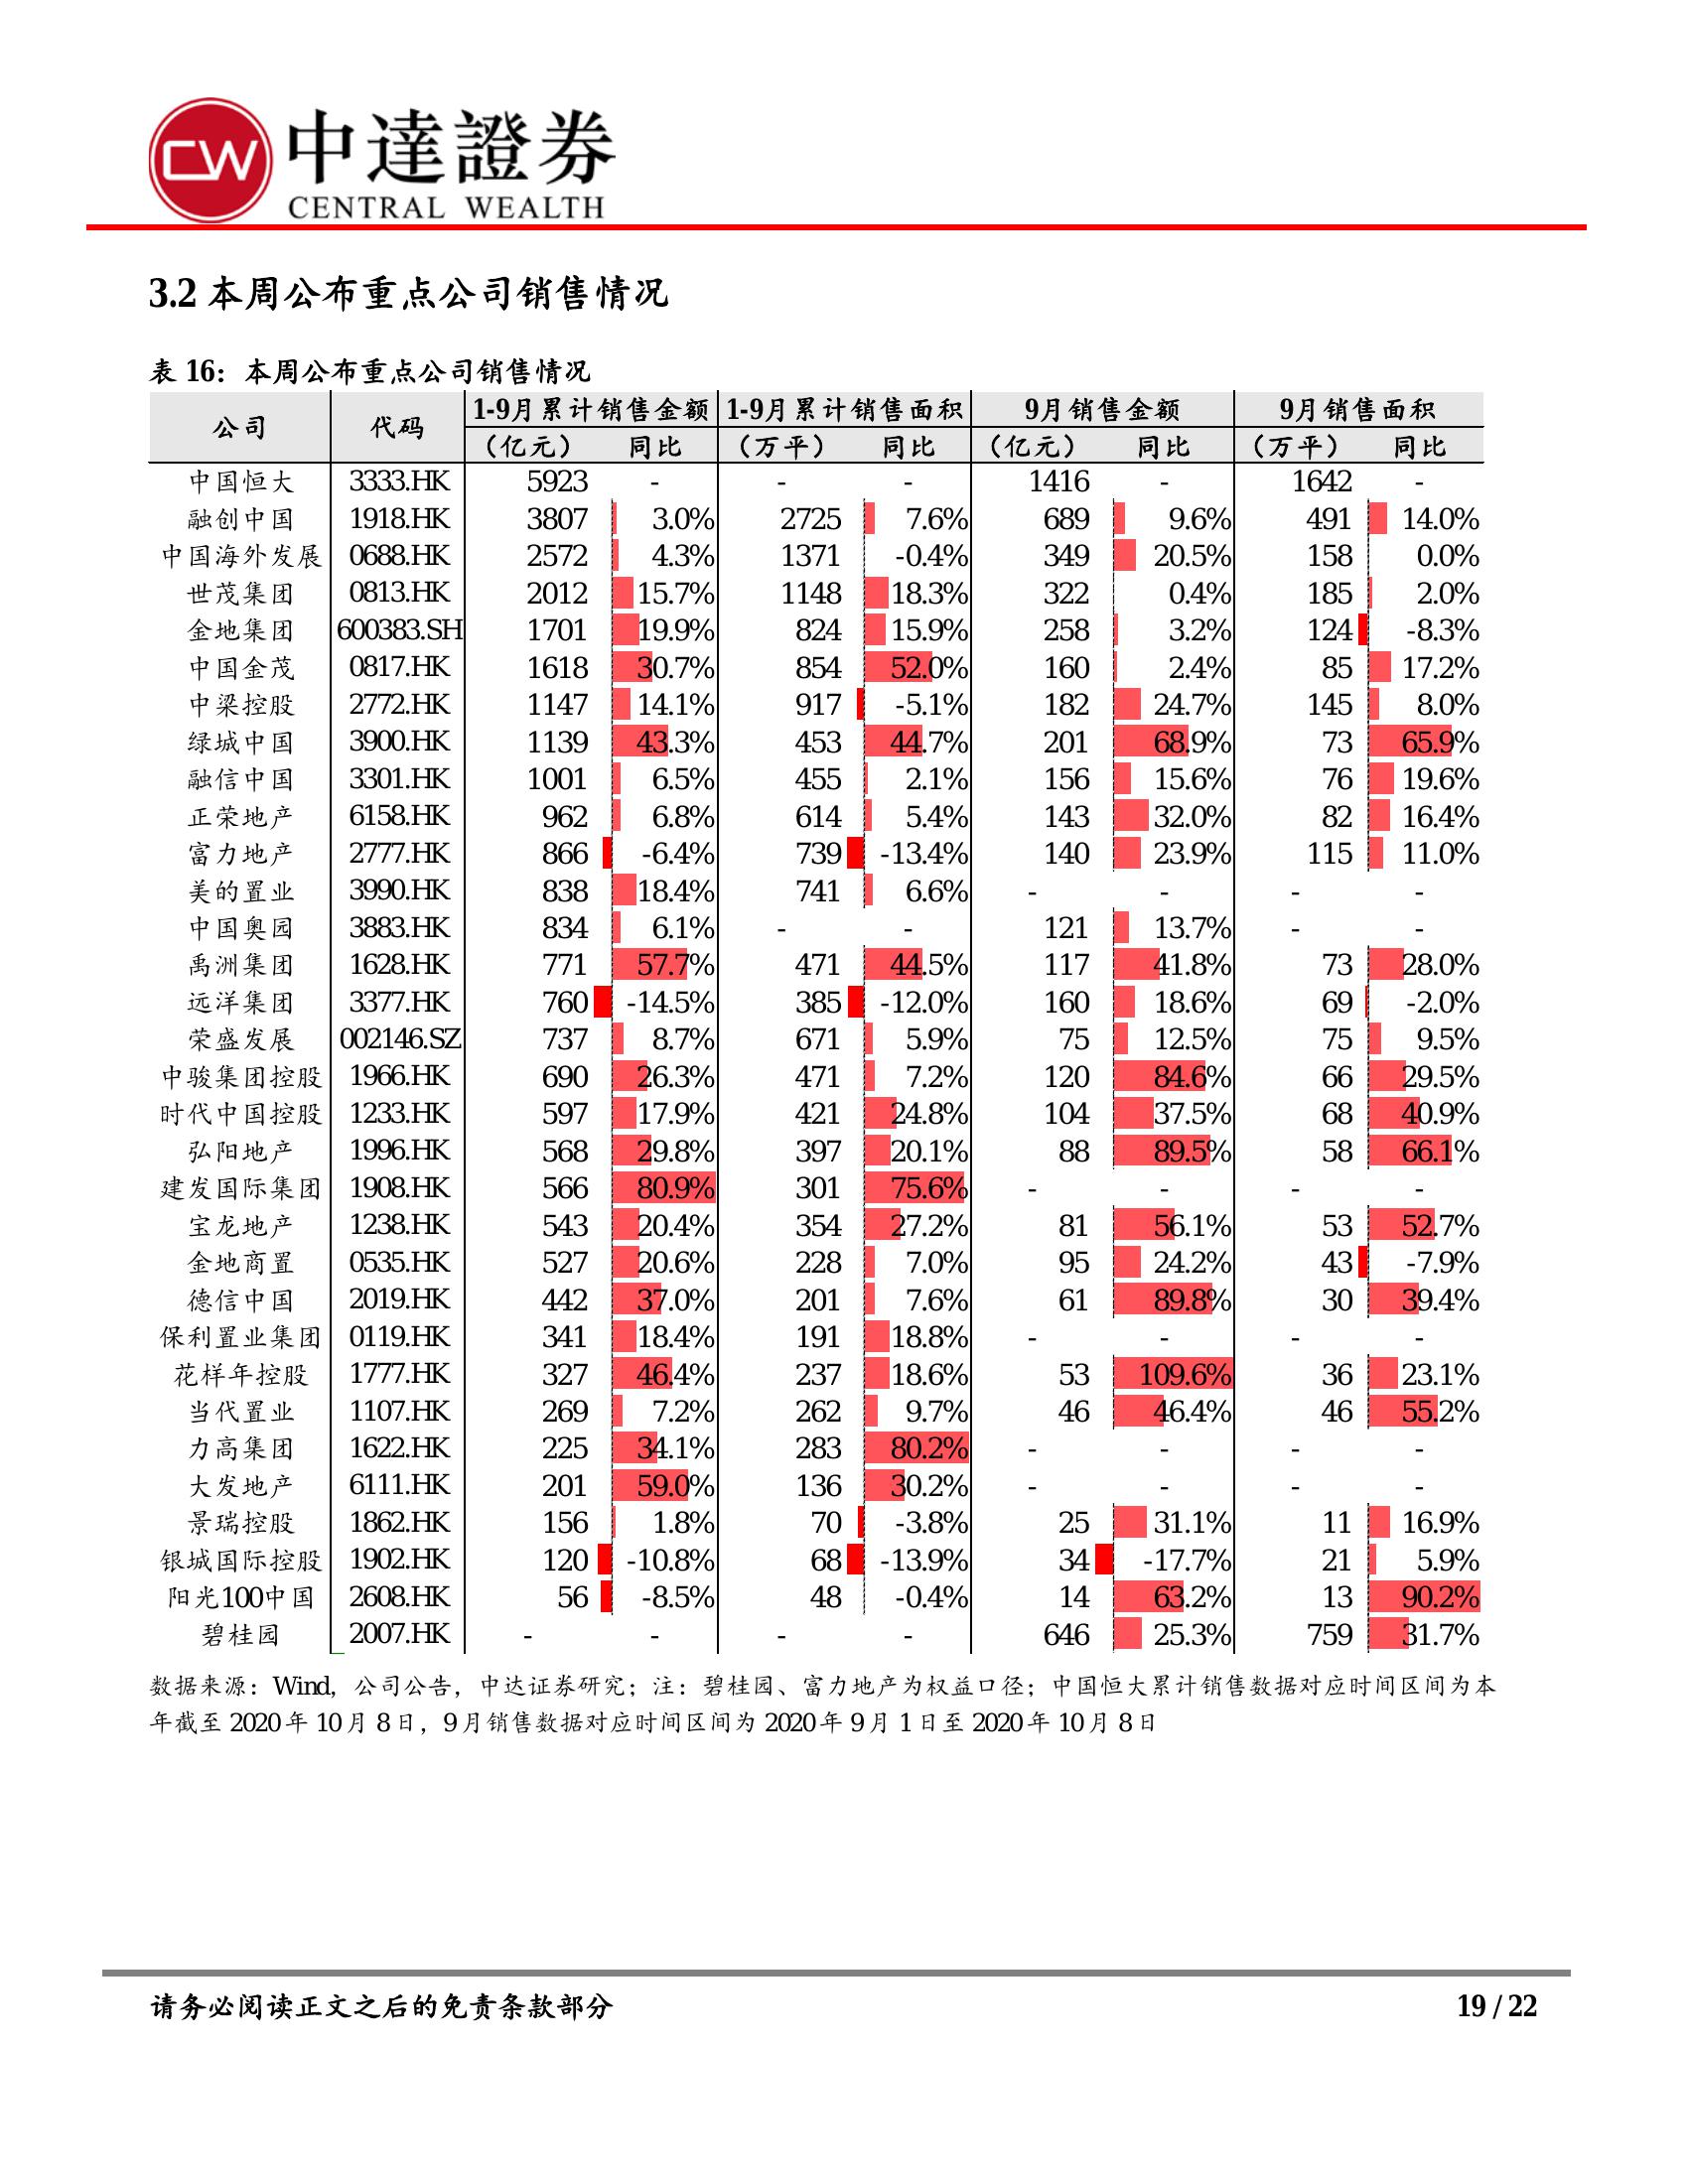 CW 中達證券
CENTRAL WEALTH
3.2 本周公布重点公司销售情况
表 16：本周公布重点公司销售情况
公司 代码 1-9月累计销售金额 1-9月累计销售面积 9月销售金额 9月销售面积
（亿元） 同比 （万平） 同比 （亿元） 同比 （万平） 同比
中国恒大 3333.HK 5923 - - - 1416 - 1642 -
融创中国 1918.HK 3807 3.0% 2725 7.6% 689 9.6% 491 14.0%
中国海外发展 0688.HK 2572 4.3% 1371 -0.4% 349 20.5% 158 0.0%
世茂集团 0813.HK 2012 15.7% 1148 18.3% 322 0.4% 185 2.0%
金地集团 600383.SH 1701 19.9% 824 15.9% 258 3.2% 124 -8.3%
中国金茂 0817.HK 1618 30.7% 854 52.0% 160 2.4% 85 17.2%
中梁控股 2772.HK 1147 14.1% 917 -5.1% 182 24.7% 145 8.0%
绿城中国 3900.HK 1139 43.3% 453 44.7% 201 68.9% 73 65.9%
融信中国 3301.HK 1001 6.5% 455 2.1% 156 15.6% 76 19.6%
正荣地产 6158.HK 962 6.8% 614 5.4% 143 32.0% 82 16.4%
富力地产 2777.HK 866 -6.4% 739 -13.4% 140 23.9% 115 11.0%
美的置业 3990.HK 838 18.4% 741 6.6% - - - -
中国奥园 3883.HK 834 6.1% - - 121 13.7% - -
禹洲集团 1628.HK 771 57.7% 471 44.5% 117 41.8% 73 28.0%
远洋集团 3377.HK 760 -14.5% 385 -12.0% 160 18.6% 69 -2.0%
荣盛发展 002146.SZ 737 8.7% 671 5.9% 75 12.5% 75 9.5%
中骏集团控股 1966.HK 690 26.3% 471 7.2% 120 84.6% 66 29.5%
时代中国控股 1233.HK 597 17.9% 421 24.8% 104 37.5% 68 40.9%
弘阳地产 1996.HK 568 29.8% 397 20.1% 88 89.5% 58 66.1%
建发国际集团 1908.HK 566 80.9% 301 75.6% - - - -
宝龙地产 1238.HK 543 20.4% 354 27.2% 81 56.1% 53 52.7%
金地商置 0535.HK 527 20.6% 228 7.0% 95 24.2% 43 -7.9%
德信中国 2019.HK 442 37.0% 201 7.6% 61 89.8% 30 39.4%
保利置业集团 0119.HK 341 18.4% 191 18.8% - - - -
花样年控股 1777.HK 327 46.4% 237 18.6% 53 109.6% 36 23.1%
当代置业 1107.HK 269 7.2% 262 9.7% 46 46.4% 46 55.2%
力高集团 1622.HK 225 34.1% 283 80.2% - - - -
大发地产 6111.HK 201 59.0% 136 30.2% - - - -
景瑞控股 1862.HK 156 1.8% 70 -3.8% 25 31.1% 11 16.9%
银城国际控股 1902.HK 120 -10.8% 68 -13.9% 34 -17.7% 21 5.9%
阳光100中国 2608.HK 56 -8.5% 48 -0.4% 14 63.2% 13 90.2%
碧桂园 2007.HK - - - - 646 25.3% 759 31.7%
数据来源：Wind，公司公告，中达证券研究；注：碧桂园、富力地产为权益口径；中国恒大累计销售数据对应时间区间为本
年截至 2020 年 10 月 8 日，9 月销售数据对应时间区间为 2020 年 9 月 1 日至 2020 年 10 月 8 日
请务必阅读正文之后的免责条款部分 19 / 22